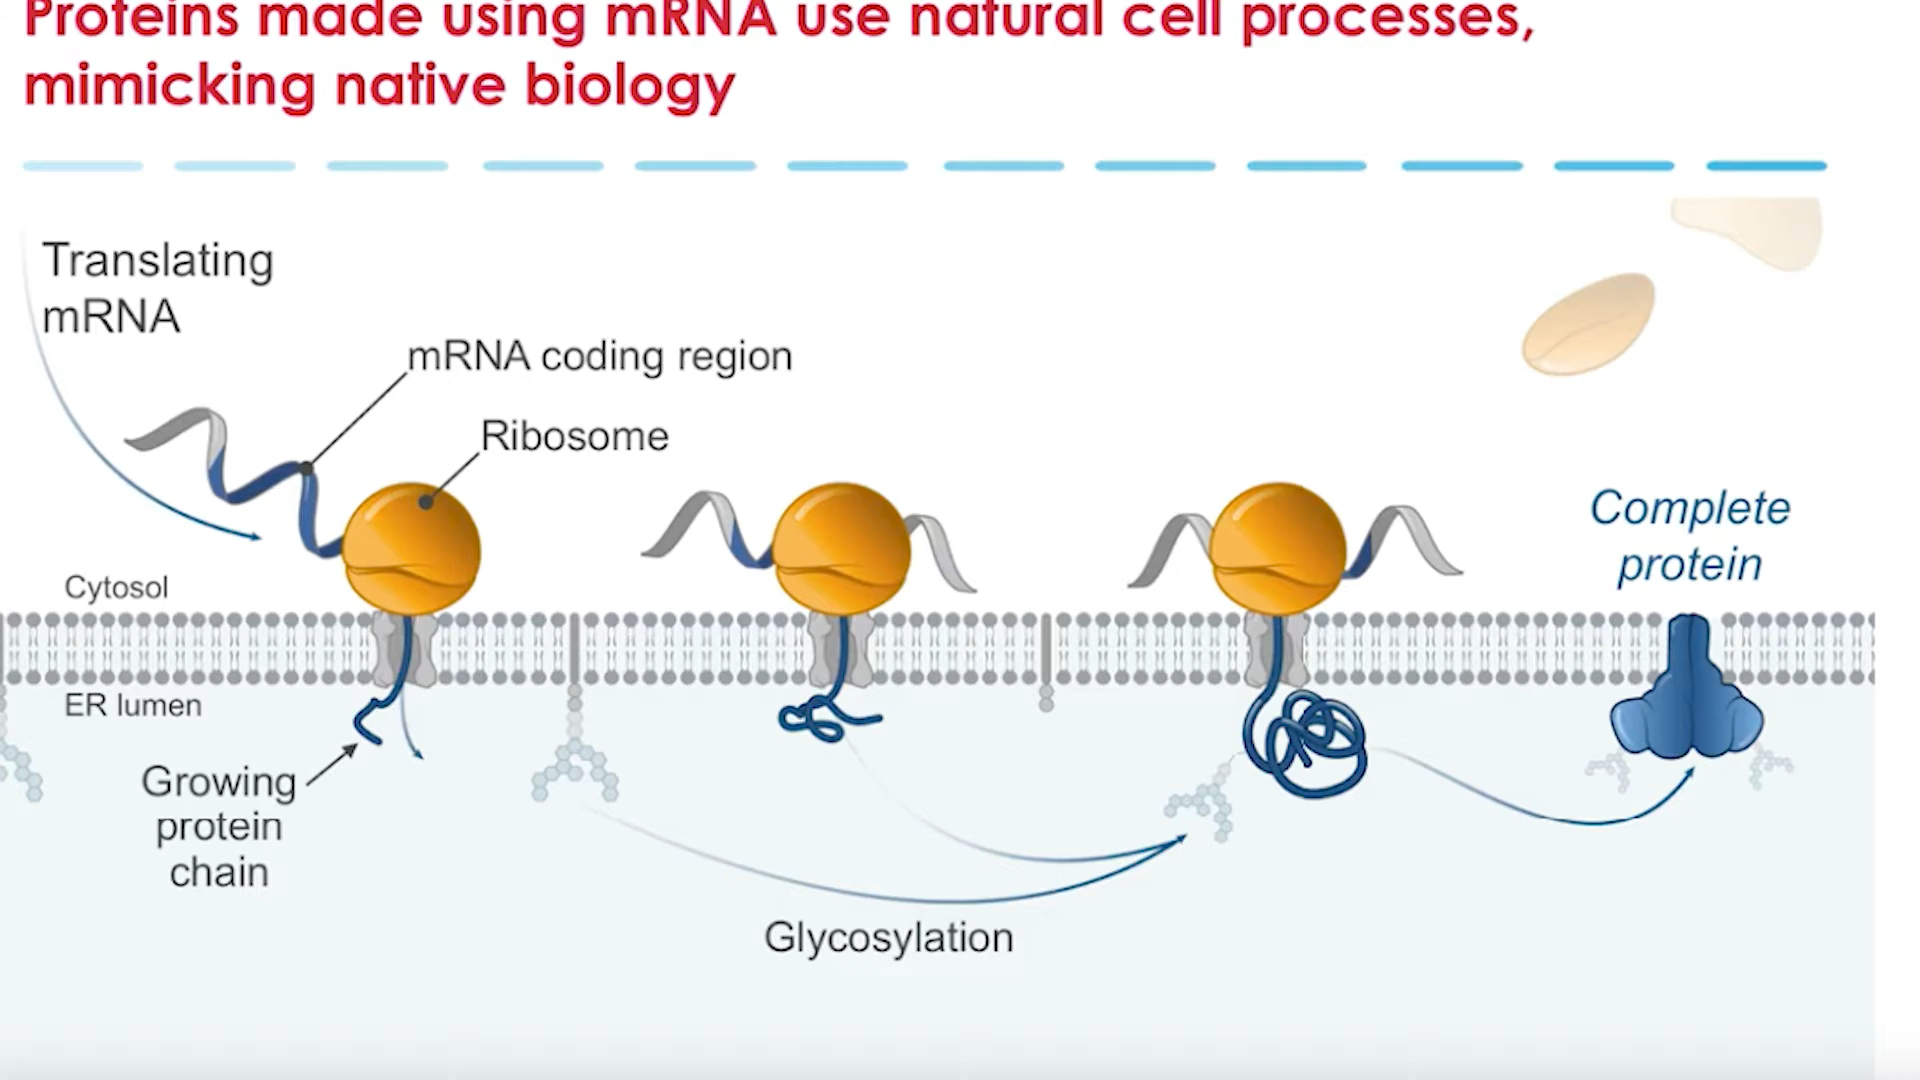 Proteins made using mRNA use natural cell processes,
mimicking native biology
Translating
mRNA
mRNA coding region
Ribosome
Complete
protein
Cytosol
ER lumen
Growing
protein
chain
Glycosylation